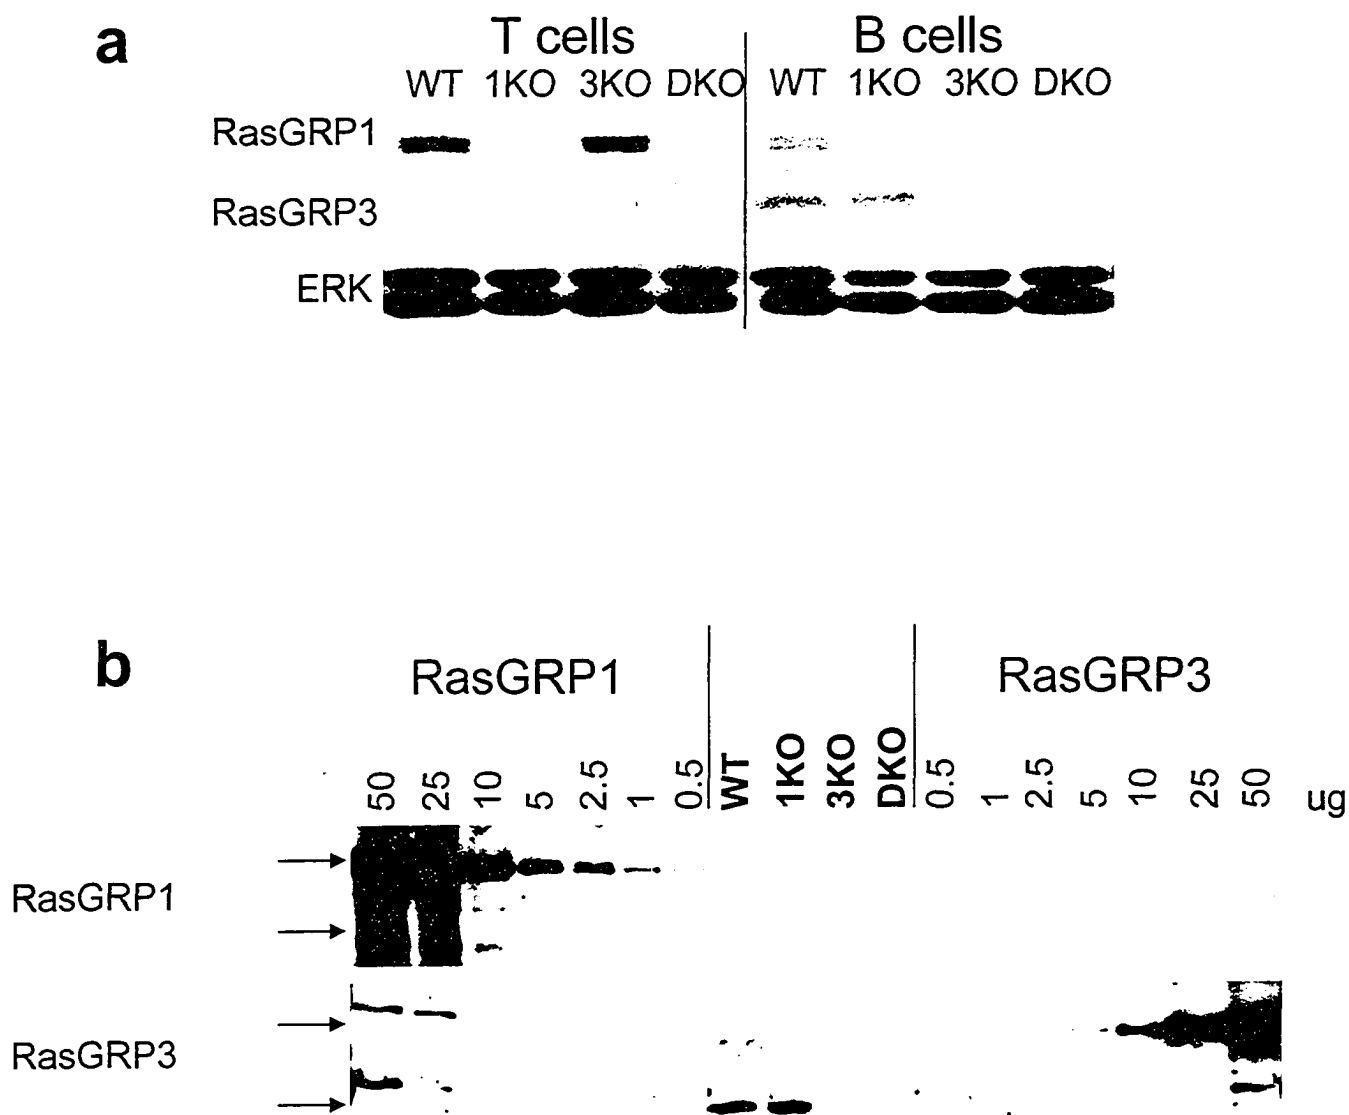 a
T cells B cells
WT 1KO 3KO DKO WT 1KO 3KO DKO
RasGRP1
RasGRP3
ERK
b
RasGRP1 RasGRP3
50 25 10 5 2.5 1 0.5 WT 1KO 3KO DKO 0.5 1 2.5 5 10 25 50 ug
RasGRP1
RasGRP3